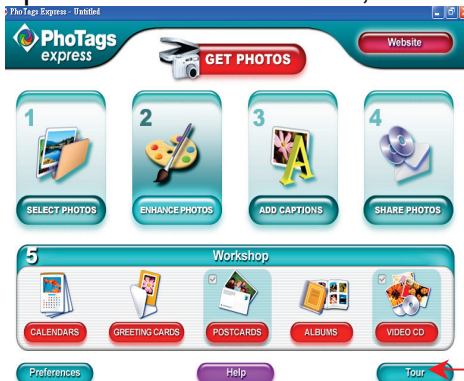 PhoTags Express - Untitled
PhoTags
express
GET PHOTOS
Website
1
2
3
4
SELECT PHOTOS
ENHANCE PHOTOS
ADD CAPTIONS
SHARE PHOTOS
5
Workshop
CALENDARS
GREETING CARDS
POSTCARDS
ALBUMS
VIDEO CD
Preferences
Help
Tour